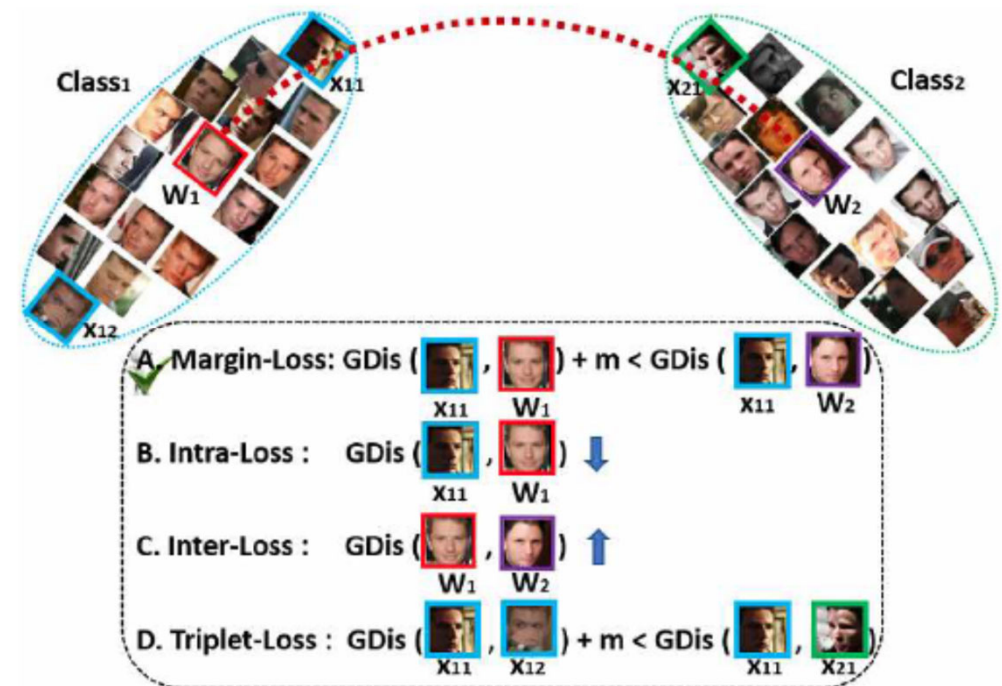 Class1
x11
x21
Class2
W1
W2
x12
A. Margin-Loss: GDis ( , ) + m < GDis ( , )
x11 W1 x11 W2
B. Intra-Loss : GDis ( , )
x11 W1
C. Inter-Loss : GDis ( , )
W1 W2
D. Triplet-Loss : GDis ( , ) + m < GDis ( , )
x11 x12 x11 x21